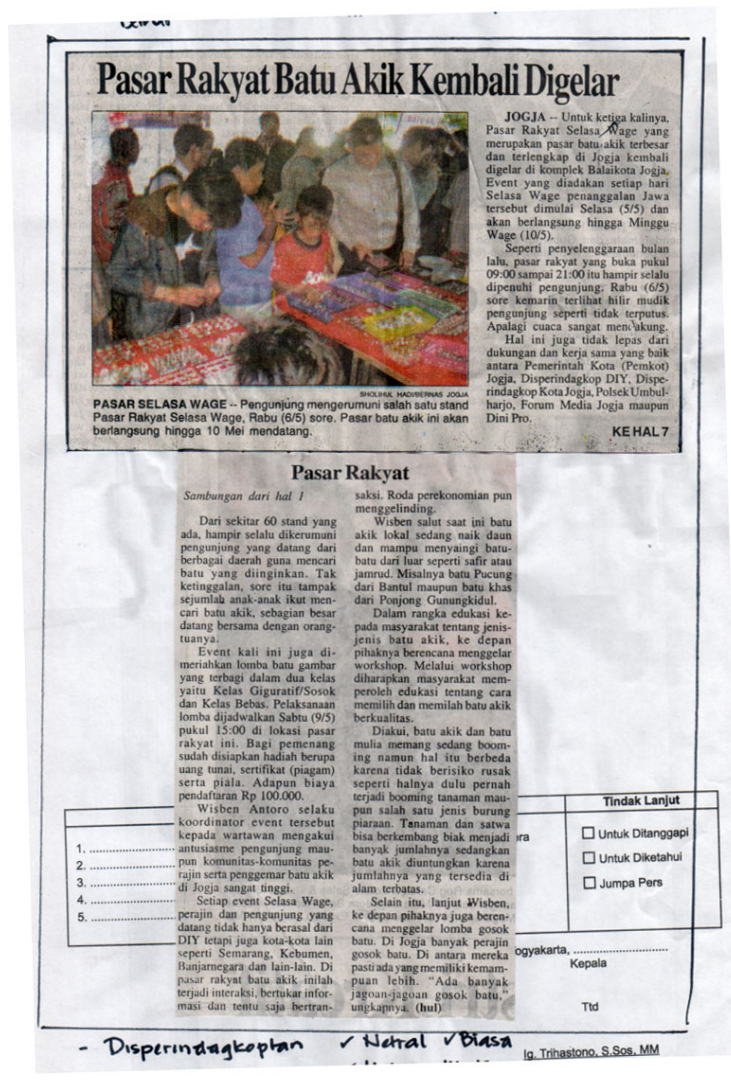 Pasar Rakyat Batu Akik Kembali Digelar
JOGJA -- Untuk ketiga kalinya,
Pasar Rakyat Selasa Wage yang
merupakan pasar batu akik terbesar
dan terlengkap di Jogja kembali
digelar di komplek Balaikota Jogja.
Event yang diadakan setiap hari
Selasa Wage penanggalan Jawa
tersebut dimulai Selasa (5/5) dan
akan berlangsung hingga Minggu
Wage (10/5).
Seperti penyelenggaraan bulan
lalu, pasar rakyat yang buka pukul
09:00 sampai 21:00 itu hampir selalu
dipenuhi pengunjung. Rabu (6/5)
sore kemarin terlihat hilir mudik
pengunjung seperti tidak terputus.
Apalagi cuaca sangat mendukung.
Hal ini juga tidak lepas dari
dukungan dan kerja sama yang baik
antara Pemerintah Kota (Pemkot)
Jogja, Disperindagkop DIY, Dispe-
rindagkop Kota Jogja, Polsek Umbul-
harjo, Forum Media Jogja maupun
Dini Pro.
KE HAL 7
SHOLIHUL HADI/BERNAS JOGJA
PASAR SELASA WAGE -- Pengunjung mengerumuni salah satu stand
Pasar Rakyat Selasa Wage, Rabu (6/5) sore. Pasar batu akik ini akan
berlangsung hingga 10 Mei mendatang.
Pasar Rakyat
Sambungan dari hal 1
Dari sekitar 60 stand yang
ada, hampir selalu dikerumuni
pengunjung yang datang dari
berbagai daerah guna mencari
batu yang diinginkan. Tak
ketinggalan, sore itu tampak
sejumlah anak-anak ikut men-
cari batu akik, sebagian besar
datang bersama dengan orang-
tuanya.
Event kali ini juga di-
meriahkan lomba batu gambar
yang terbagi dalam dua kelas
yaitu Kelas Giguratif/Sosok
dan Kelas Bebas. Pelaksanaan
lomba dijadwalkan Sabtu (9/5)
pukul 15:00 di lokasi pasar
rakyat ini. Bagi pemenang
sudah disiapkan hadiah berupa
uang tunai, sertifikat (piagam)
serta piala. Adapun biaya
pendaftaran Rp 100.000.
Wisben Antoro selaku
koordinator event tersebut
kepada wartawan mengakui
antusiasme pengunjung mau-
pun komunitas-komunitas pe-
rajin serta penggemar batu akik
di Jogja sangat tinggi.
Setiap event Selasa Wage,
perajin dan pengunjung yang
datang tidak hanya berasal dari
DIY tetapi juga kota-kota lain
seperti Semarang, Kebumen,
Banjarnegara dan lain-lain. Di
pasar rakyat batu akik inilah
terjadi interaksi, bertukar infor-
masi dan tentu saja bertran-
saksi. Roda perekonomian pun
menggelinding.
Wisben salut saat ini batu
akik lokal sedang naik daun
dan mampu menyaingi batu-
batu dari luar seperti safir atau
jamrud. Misalnya batu Pucung
dari Bantul maupun batu khas
dari Ponjong Gunungkidul.
Dalam rangka edukasi ke-
pada masyarakat tentang jenis-
jenis batu akik, ke depan
pihaknya berencana menggelar
workshop. Melalui workshop
diharapkan masyarakat mem-
peroleh edukasi tentang cara
memilih dan memilah batu akik
berkualitas.
Diakui, batu akik dan batu
mulia memang sedang boom-
ing namun hal itu berbeda
karena tidak berisiko rusak
seperti halnya dulu pernah
terjadi booming tanaman mau-
pun salah satu jenis burung
piaraan. Tanaman dan satwa
bisa berkembang biak menjadi
banyak jumlahnya sedangkan
batu akik diuntungkan karena
jumlahnya yang tersedia di
alam terbatas.
Selain itu, lanjut Wisben,
ke depan pihaknya juga beren-
cana menggelar lomba gosok
batu. Di Jogja banyak perajin
gosok batu. Di antara mereka
pasti ada yang memiliki kemam-
puan lebih. "Ada banyak
jagoan-jagoan gosok batu,"
ungkapnya. (hul)
1. ........................
2. ........................
3. ........................
4. ........................
5. ........................
ra
Tindak Lanjut
☐ Untuk Ditanggapi
☐ Untuk Diketahui
☐ Jumpa Pers
ogyakarta, ........................
Kepala
Ttd
Ig. Trihastono, S.Sos, MM
- Disperindagkoptan ✓ Netral ✓ Biasa